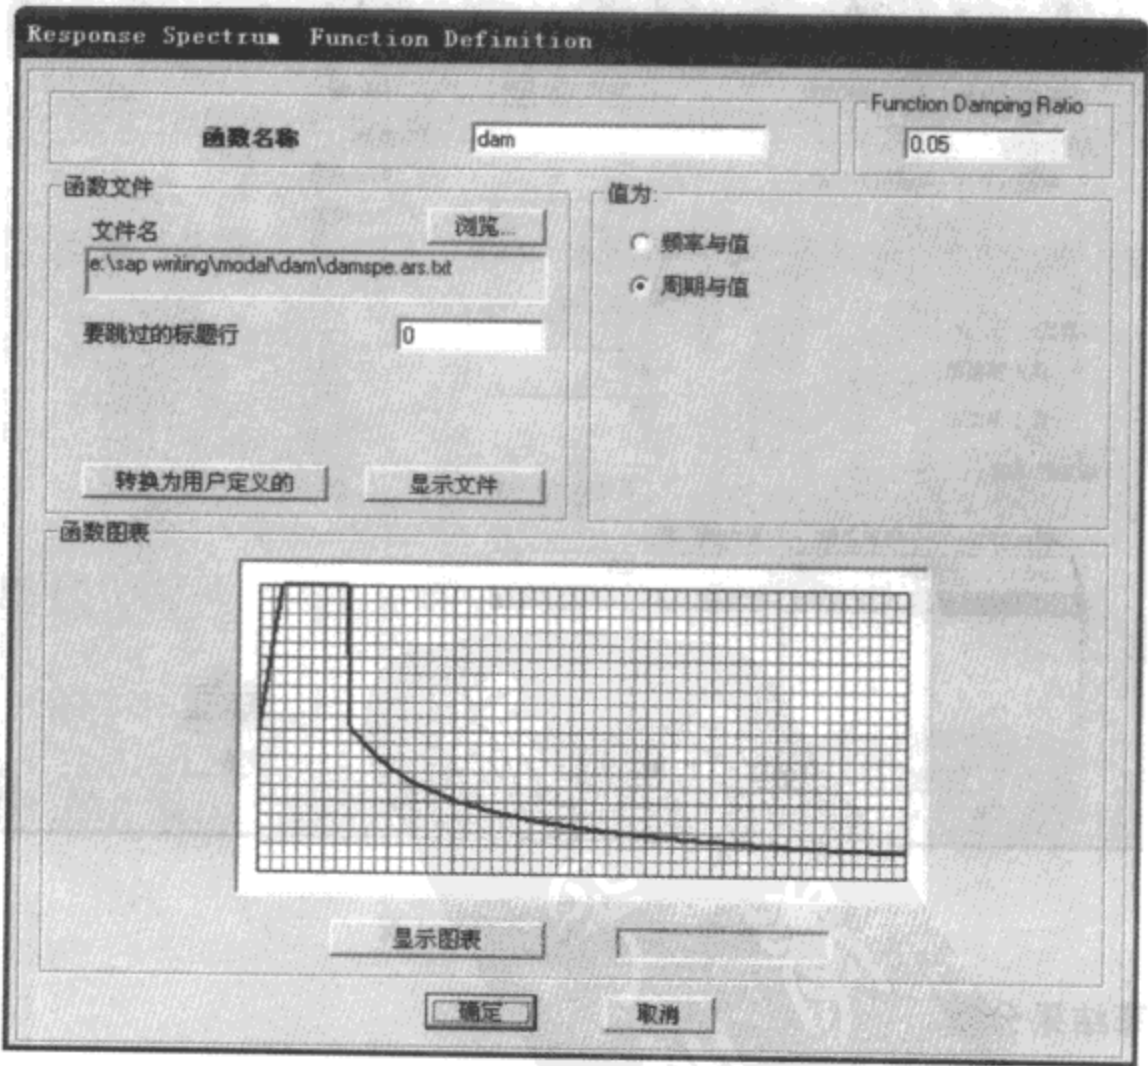 Response Spectrum Function Definition
Function Damping Ratio
函数名称 dam 0.05
函数文件
值为:
文件名 浏览...
频率与值
e:\sap writing\modal\dam\damspe.ars.txt
周期与值
要跳过的标题行 0
转换为用户定义的 显示文件
函数图表
显示图表
确定 取消